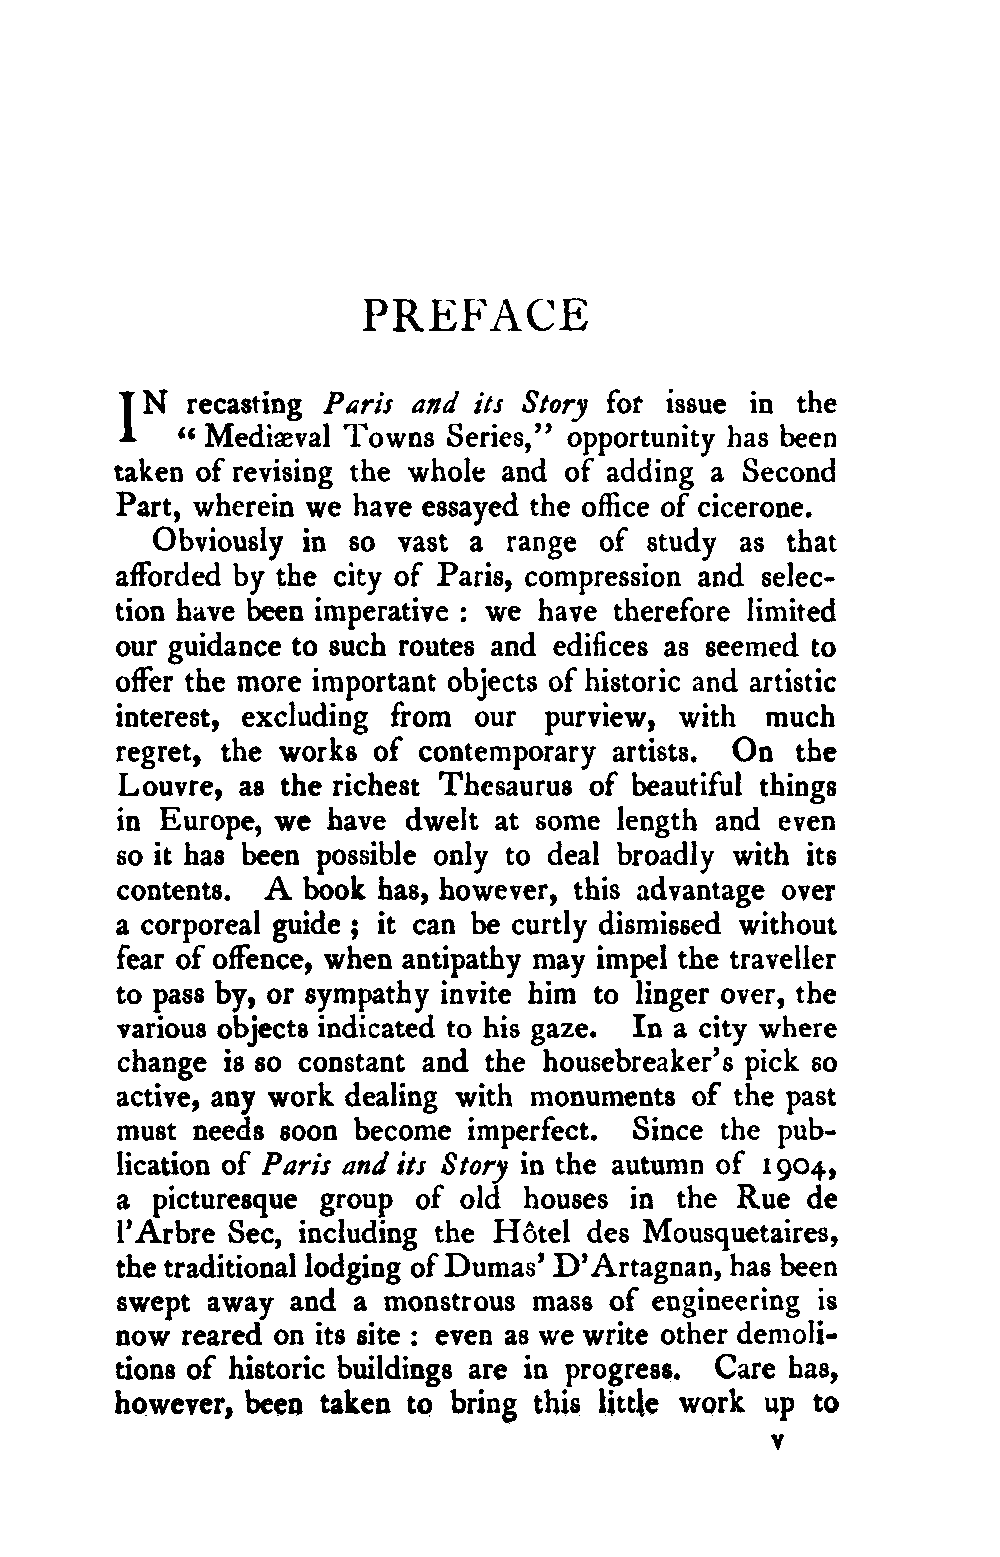 PREFACE
IN recasting Paris and its Story for issue in the
“ Mediæval Towns Series,” opportunity has been
taken of revising the whole and of adding a Second
Part, wherein we have essayed the office of cicerone.
Obviously in so vast a range of study as that
afforded by the city of Paris, compression and selec-
tion have been imperative : we have therefore limited
our guidance to such routes and edifices as seemed to
offer the more important objects of historic and artistic
interest, excluding from our purview, with much
regret, the works of contemporary artists. On the
Louvre, as the richest Thesaurus of beautiful things
in Europe, we have dwelt at some length and even
so it has been possible only to deal broadly with its
contents. A book has, however, this advantage over
a corporeal guide ; it can be curtly dismissed without
fear of offence, when antipathy may impel the traveller
to pass by, or sympathy invite him to linger over, the
various objects indicated to his gaze. In a city where
change is so constant and the housebreaker’s pick so
active, any work dealing with monuments of the past
must needs soon become imperfect. Since the pub-
lication of Paris and its Story in the autumn of 1904,
a picturesque group of old houses in the Rue de
l’Arbre Sec, including the Hôtel des Mousquetaires,
the traditional lodging of Dumas’ D’Artagnan, has been
swept away and a monstrous mass of engineering is
now reared on its site : even as we write other demoli-
tions of historic buildings are in progress. Care has,
however, been taken to bring this little work up to
v